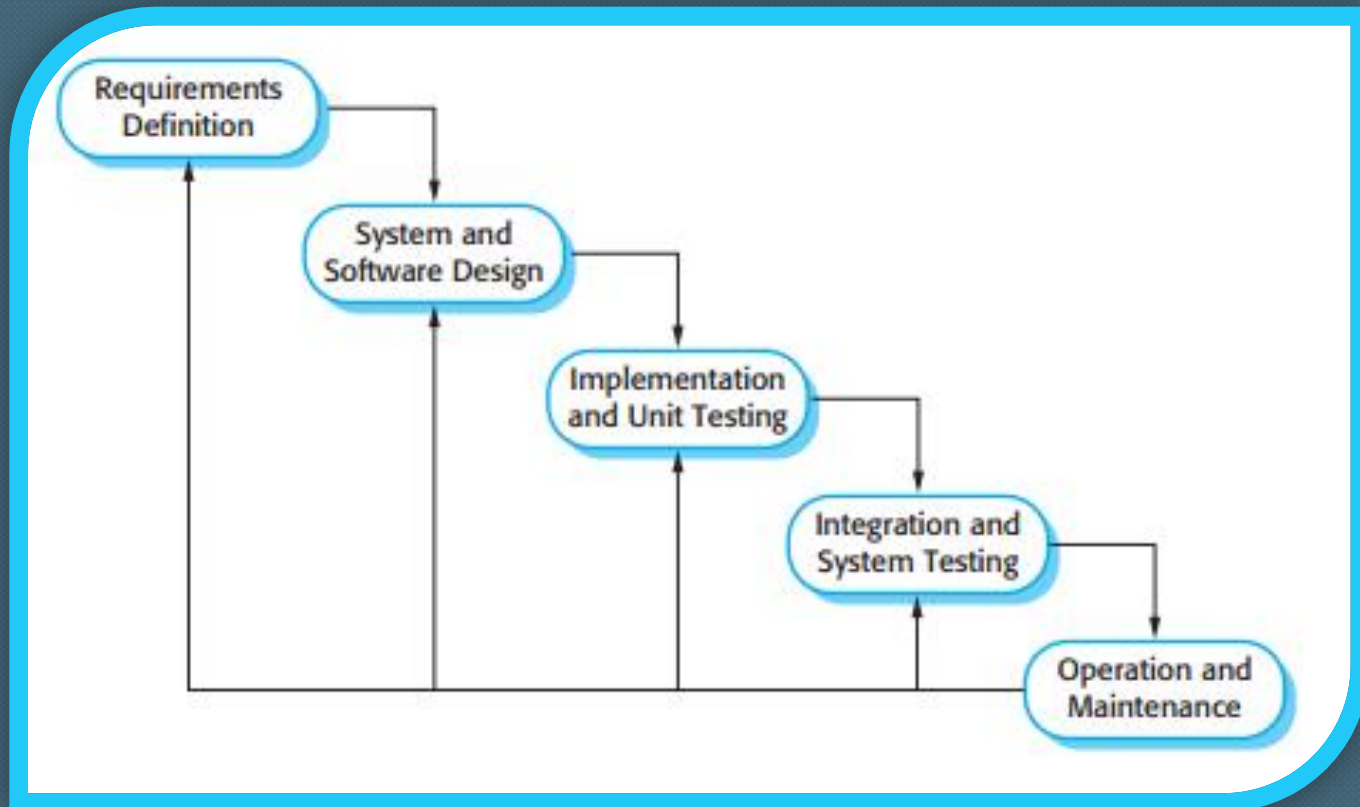 Requirements
Definition
System and
Software Design
Implementation
and Unit Testing
Integration and
System Testing
Operation and
Maintenance